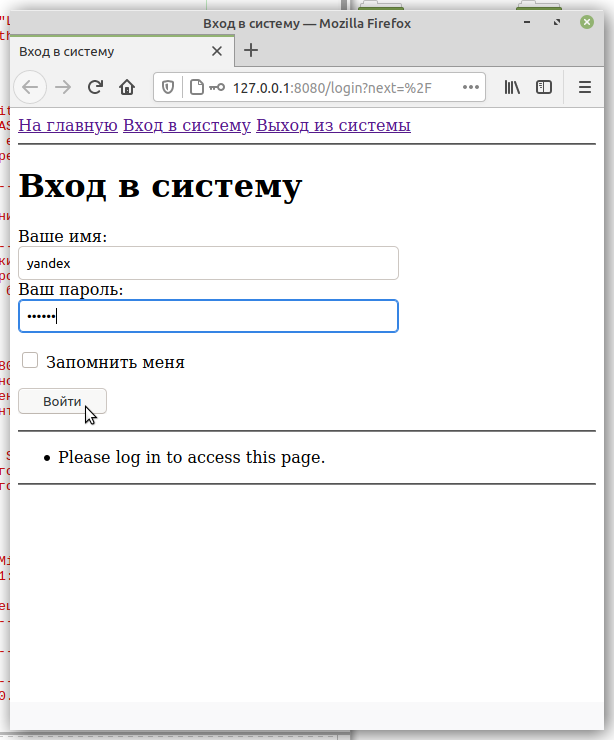 Вход в систему — Mozilla Firefox
Вход в систему
127.0.0.1:8080/login?next=%2F
На главную Вход в систему Выход из системы
Вход в систему
Ваше имя:
yandex
Ваш пароль:
••••••
Запомнить меня
Войти
• Please log in to access this page.